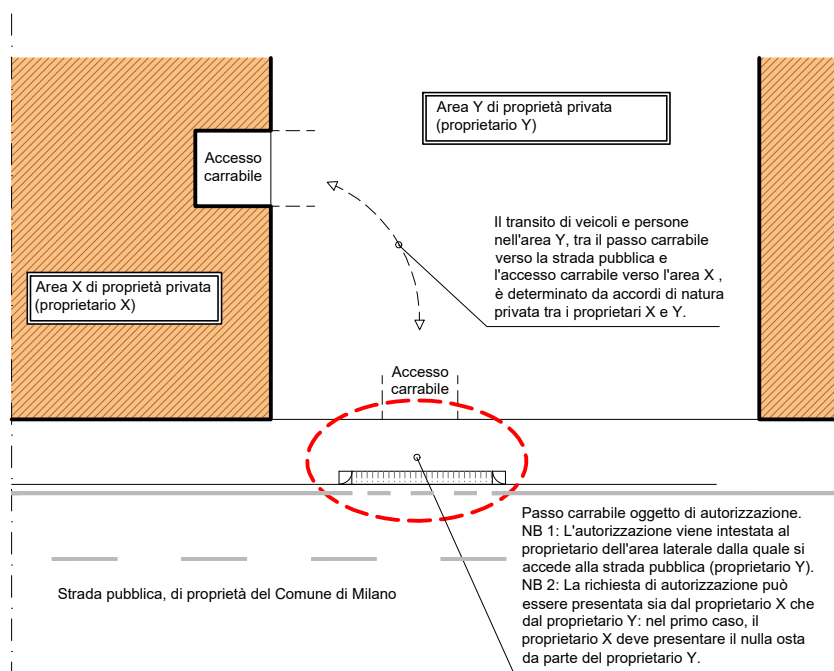 Area Y di proprietà privata
(proprietario Y)
Accesso
carrabile
Il transito di veicoli e persone
nell'area Y, tra il passo carrabile
verso la strada pubblica e
l'accesso carrabile verso l'area X ,
è determinato da accordi di natura
privata tra i proprietari X e Y.
Area X di proprietà privata
(proprietario X)
Accesso
carrabile
Passo carrabile oggetto di autorizzazione.
NB 1: L'autorizzazione viene intestata al
proprietario dell'area laterale dalla quale si
accede alla strada pubblica (proprietario Y).
NB 2: La richiesta di autorizzazione può
essere presentata sia dal proprietario X che
dal proprietario Y: nel primo caso, il
proprietario X deve presentare il nulla osta
da parte del proprietario Y.
Strada pubblica, di proprietà del Comune di Milano